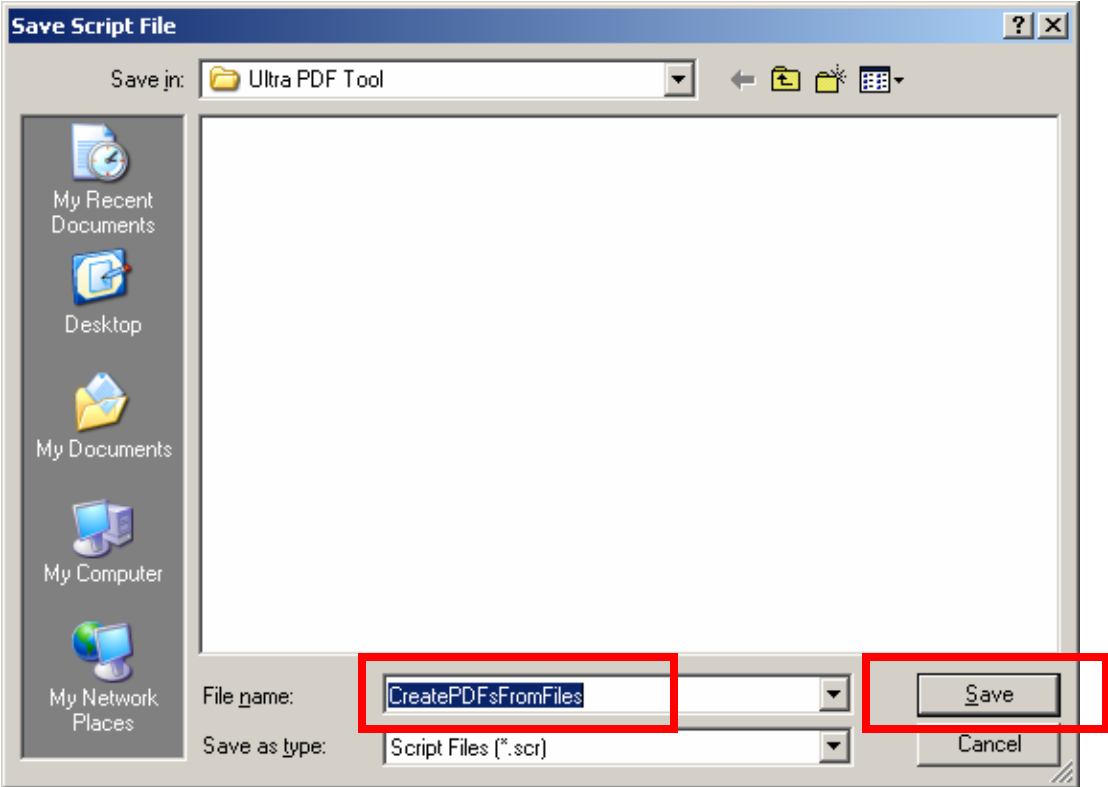 Save Script File
Save in:
Ultra PDF Tool
My Recent
Documents
Desktop
My Documents
My Computer
My Network
Places
File name:
CreatePDFsFromFiles
Save
Save as type:
Script Files (*.scr)
Cancel